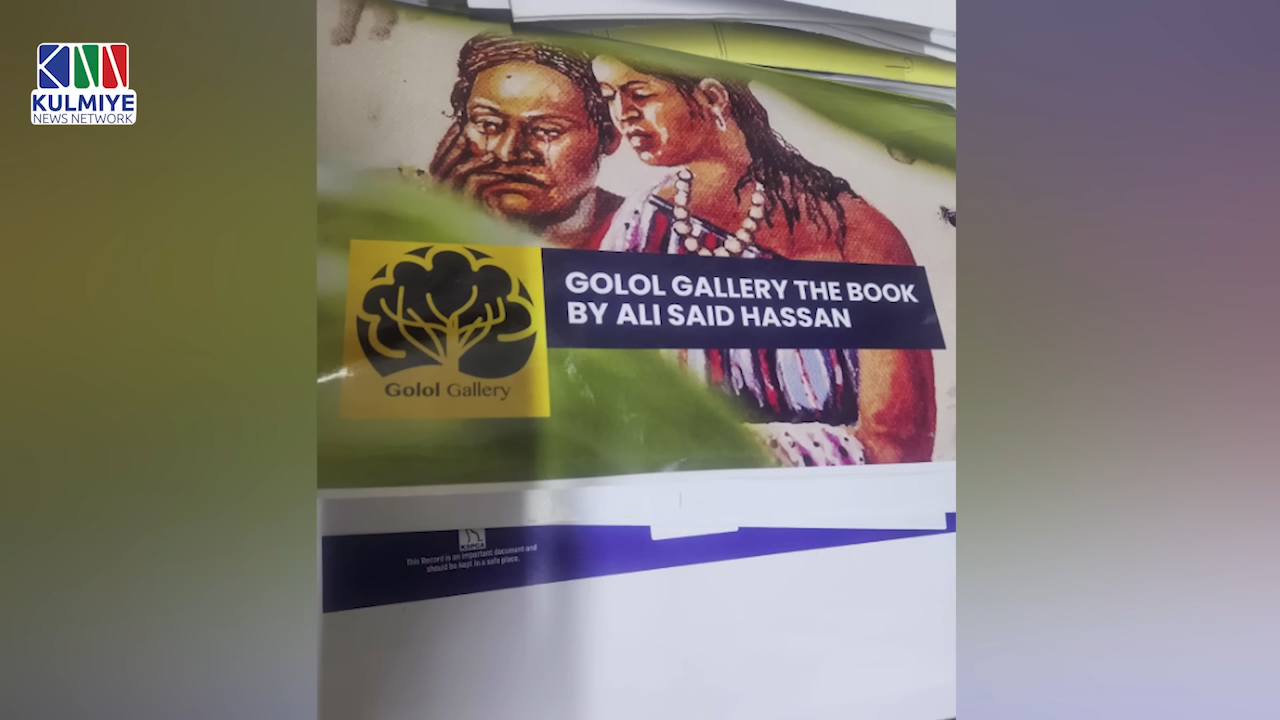 KULMIYE
NEWS NETWORK
GOLOL GALLERY THE BOOK
BY ALI SAID HASSAN
Golol Gallery
KSPCA
This Record is an important document and
should be kept in a safe place.